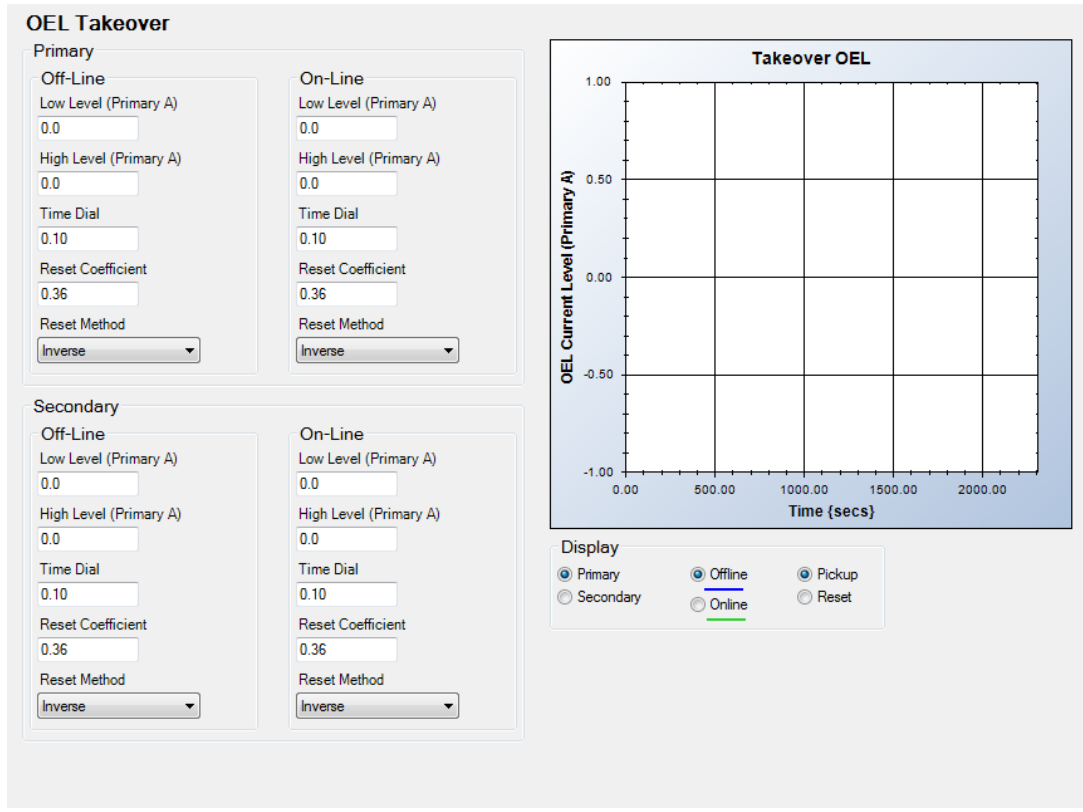 OEL Takeover
Primary
Off-Line
Low Level (Primary A)
0.0
High Level (Primary A)
0.0
Time Dial
0.10
Reset Coefficient
0.36
Reset Method
Inverse
On-Line
Low Level (Primary A)
0.0
High Level (Primary A)
0.0
Time Dial
0.10
Reset Coefficient
0.36
Reset Method
Inverse
Secondary
Off-Line
Low Level (Primary A)
0.0
High Level (Primary A)
0.0
Time Dial
0.10
Reset Coefficient
0.36
Reset Method
Inverse
On-Line
Low Level (Primary A)
0.0
High Level (Primary A)
0.0
Time Dial
0.10
Reset Coefficient
0.36
Reset Method
Inverse
Takeover OEL
OEL Current Level (Primary A)
1.00
0.50
0.00
-0.50
-1.00
0.00 500.00 1000.00 1500.00 2000.00
Time {secs}
Display
Primary Offline Pickup
Secondary Online Reset